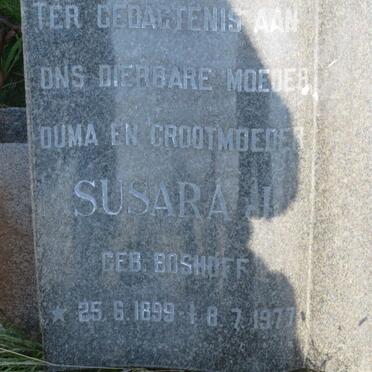 TER GEDAGTENIS AAN
ONS DIERBARE MOEDER
OUMA EN GROOTMOEDER
SUSARA J.
GEB. BOSHOFF
* 25.6.1899 - † 8.7.1977